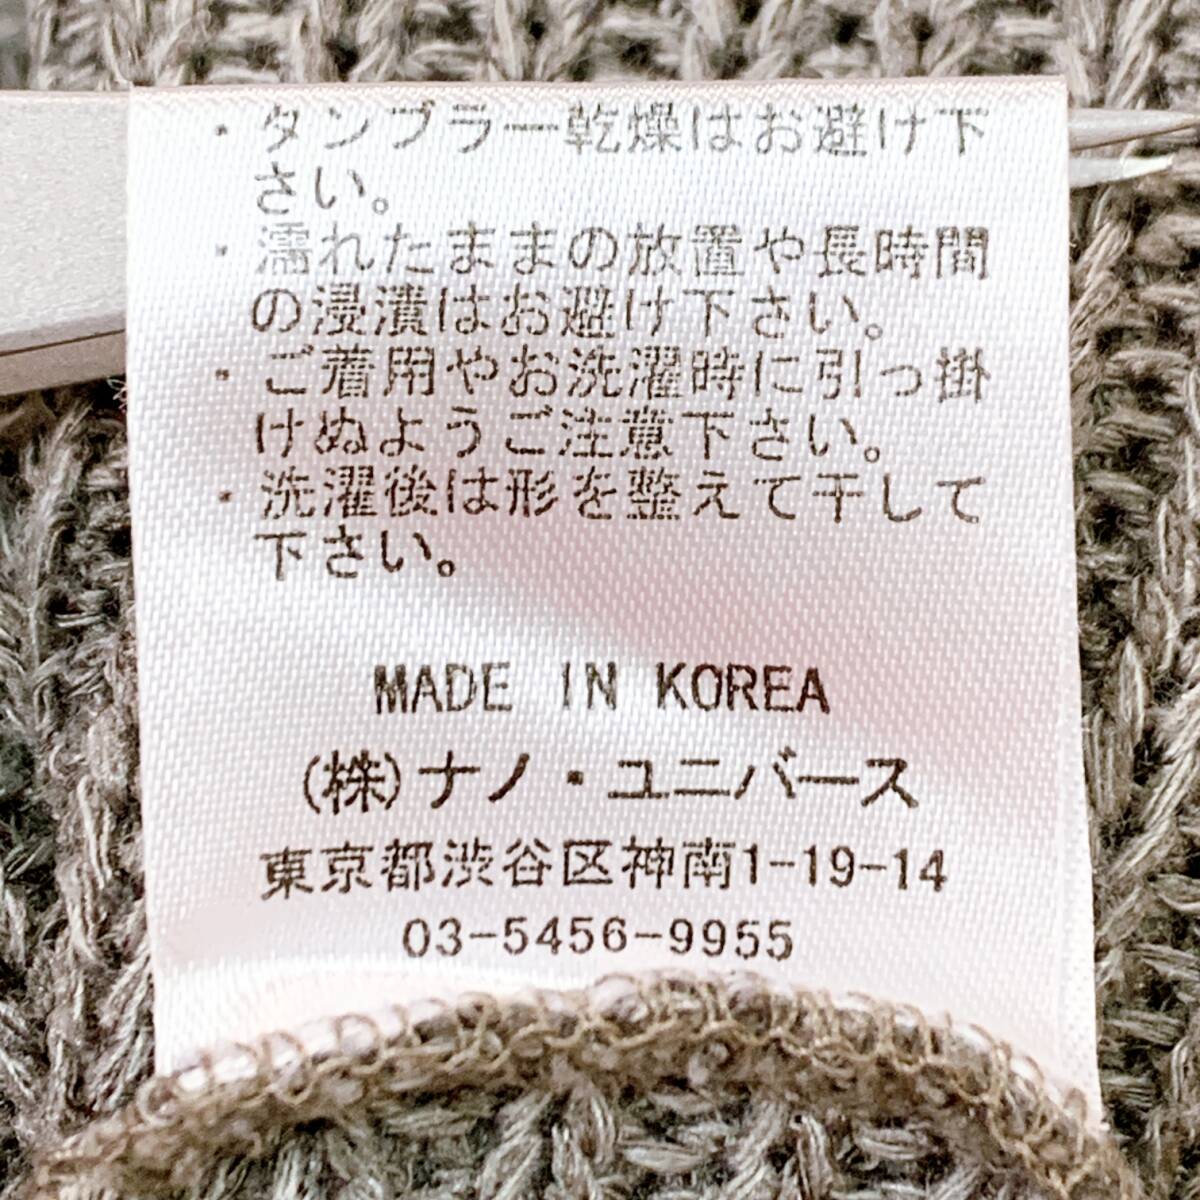 ・タンブラー乾燥はお避け下
さい。
・濡れたままの放置や長時間
の浸漬はお避け下さい。
・ご着用やお洗濯時に引っ掛
けぬようご注意下さい。
・洗濯後は形を整えて干して
下さい。
MADE IN KOREA
(株)ナノ・ユニバース
東京都渋谷区神南1-19-14
03-5456-9955